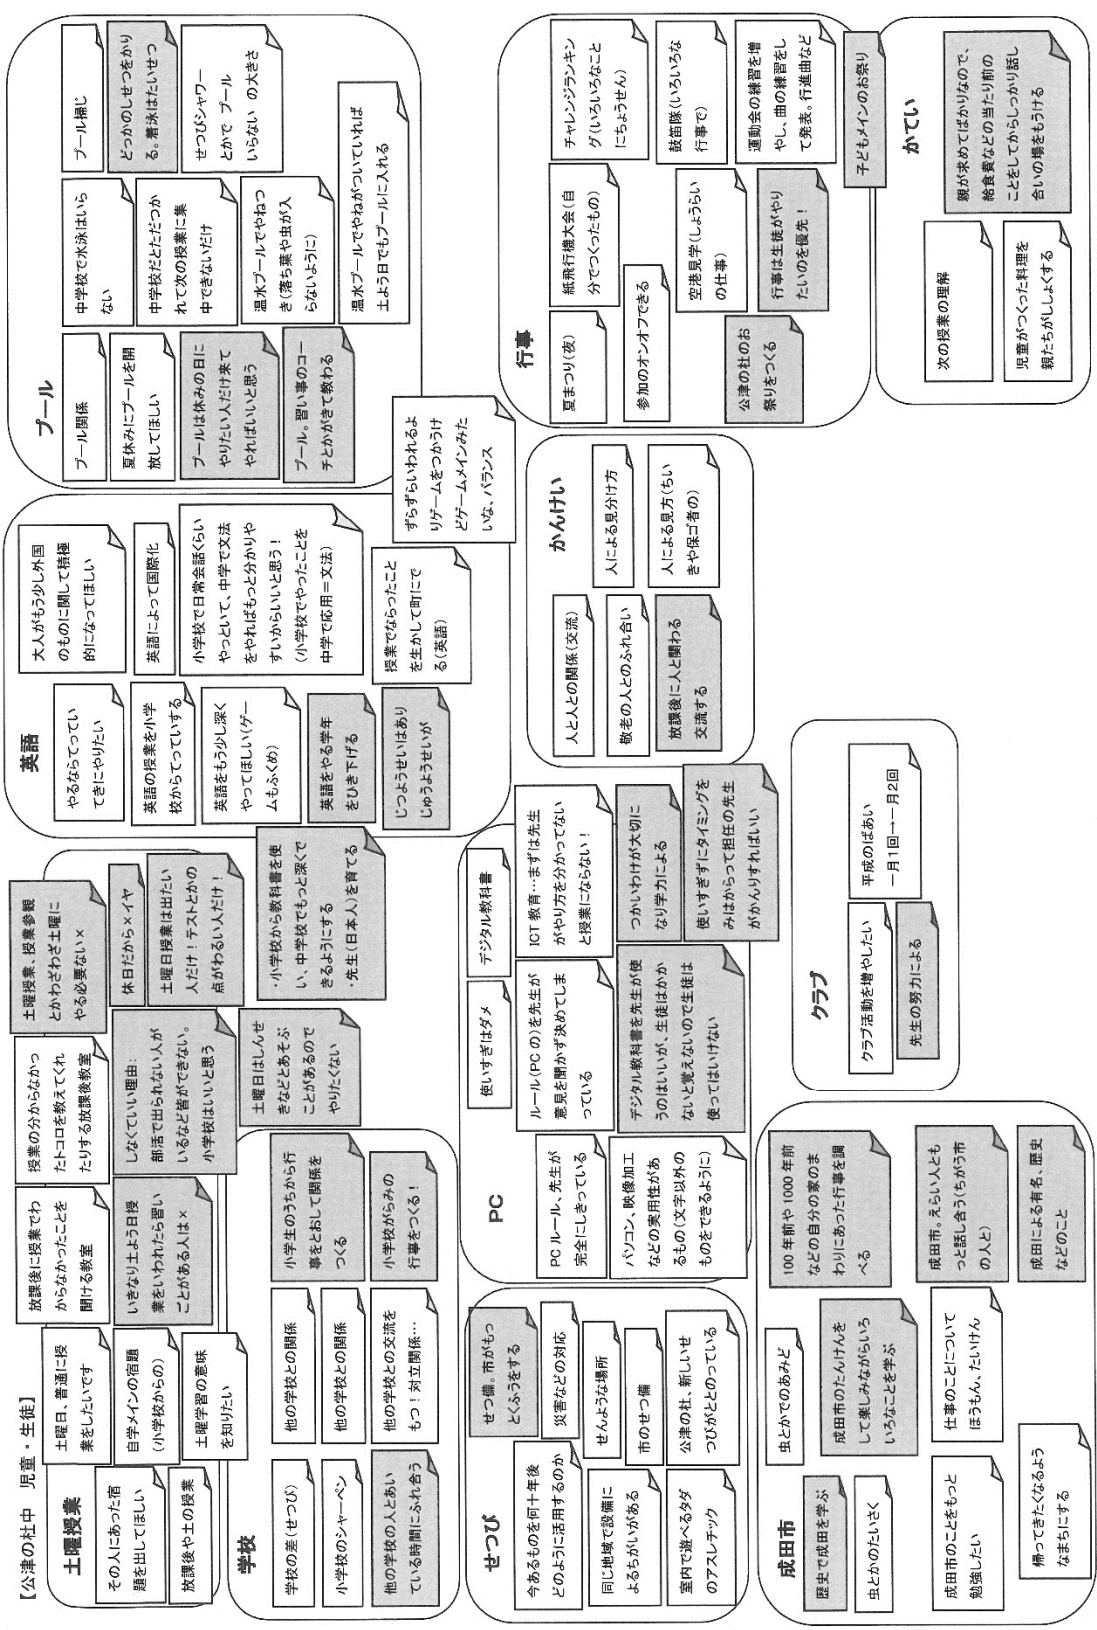 【公津の杜中　児童・生徒】
土曜授業
その人にあった宿
題を出してほしい
放課後や土の授業
土曜日、普通に授
業をしたいです
自学メインの宿題
(小学校からの)
土曜学習の意味
を知りたい
放課後に授業でわ
からなかったことを
聞ける教室
いきなり土よう日授
業をいわれたら習い
ごとがある人は×
授業の分からなかっ
たトコロを教えてくれ
たりする放課後教室
しなくていい理由:
部活で出られない人が
いるなど皆ができない。
小学校はいいと思う
土曜日はしんせ
きなどとあそぶ
ことがあるので
やりたくない
土曜授業、授業参観
とかわざわざ土曜に
やる必要ない×
休日だから×イヤ
土曜日授業は出たい
人だけ！テストとかの
点がわるい人だけ！
英語
やるならてってい
てきにやりたい
英語の授業を小学
校からてっていする
英語をもう少し深く
やってほしい(ゲー
ムもふくめ)
英語をやる学年
をひき下げる
じつようせいはあり
じゅうようせいが
・小学校から教科書を使
い、中学校でもっと深くで
きるようにする
・先生(日本人)を育てる
大人がもう少し外国
のものに関して積極
的になってほしい
英語によって国際化
小学校で日常会話くらい
やっといて、中学で文法
をやればもっと分かりや
すいからいいと思う！
(小学校でやったことを
中学で応用＝文法)
授業でならったこと
を生かして町にで
る(英語)
ずらずらいわれるよ
りゲームをつかうけ
どゲームメインみた
いな、バランス
プール
プール関係
夏休みにプールを開
放してほしい
プールは休みの日に
やりたい人だけ来て
やればいいと思う
プール。習い事のコー
チとかがきて教わる
中学校で水泳はいら
ない
中学校だとただつか
れて次の授業に集
中できないだけ
温水プールでやねつ
き(落ち葉や虫が入
らないように)
温水プールでやねがついていれば
土よう日でもプールに入れる
プール掃じ
どっかのしせつをかり
る。着泳はたいせつ
せつびシャワー
とかで プール
いらない の大きさ
学校
学校の差(せつび)
小学校のシャーペン
他の学校の人とあい
ている時間にふれ合う
他の学校との関係
他の学校との関係
他の学校との交流を
もつ！対立関係…
小学生のうちから行
事をとおして関係を
つくる
小学校がらみの
行事をつくる！
PC
PCルール、先生が
完全にしきっている
パソコン、映像加工
などの実用性があ
るもの(文字以外の
ものをできるように)
使いすぎはダメ
ルール(PCの)を先生が
意見を聞かず決めてしま
っている
デジタル教科書を先生が使
うのはいいが、生徒はかか
ないと覚えないので生徒は
使ってはいけない
デジタル教科書
ICT教育…まずは先生
がやり方を分かってない
と授業にならない！
つかいわけが大切に
なり学力による
使いすぎずにタイミングを
みはからって担任の先生
がかんりすればいい
かんけい
人と人との関係(交流)
敬老の人とのふれ合い
放課後に人と関わる
交流する
人による見分け方
人による見方(ちい
きや保ゴ者の)
行事
夏まつり(夜)
参加のオンオフできる
公津の杜のお
祭りをつくる
紙飛行機大会(自
分でつくったもの)
空港見学(しょうらい
の仕事)
行事は生徒がやり
たいのを優先！
チャレンジランキン
グ(いろいろなこと
にちょうせん)
鼓笛隊(いろいろな
行事で)
運動会の練習を増
やし、曲の練習をし
て発表。行進曲など
子どもメインのお祭り
せつび
今あるものを何十年後
どのように活用するのか
同じ地域で設備に
よるちがいがある
室内で遊べるタダ
のアスレチック
せつ備。市がもっ
とくふうをする
災害などの対応
せんような場所
市のせつ備
公津の杜、新しいせ
つびがととのっている
成田市
歴史で成田を学ぶ
虫とかのたいさく
成田市のことをもっと
勉強したい
帰ってきたくなるよう
なまちにする
虫とかでのあみど
成田市のたんけんを
して楽しみながらいろ
いろなことを学ぶ
仕事のことについて
ほうもん、たいけん
100年前や1000年前
などの自分の家のま
わりにあった行事を調
べる
成田市。えらい人とも
っと話し合う(ちがう市
の人と)
成田による有名、歴史
などのこと
クラブ
クラブ活動を増やしたい
先生の努力による
平成のばあい
一月1回→一月2回
かてい
次の授業の理解
児童がつくった料理を
親たちがししょくする
親が求めてばかりなので、
給食費などの当たり前の
ことをしてからしっかり話し
合いの場をもうける